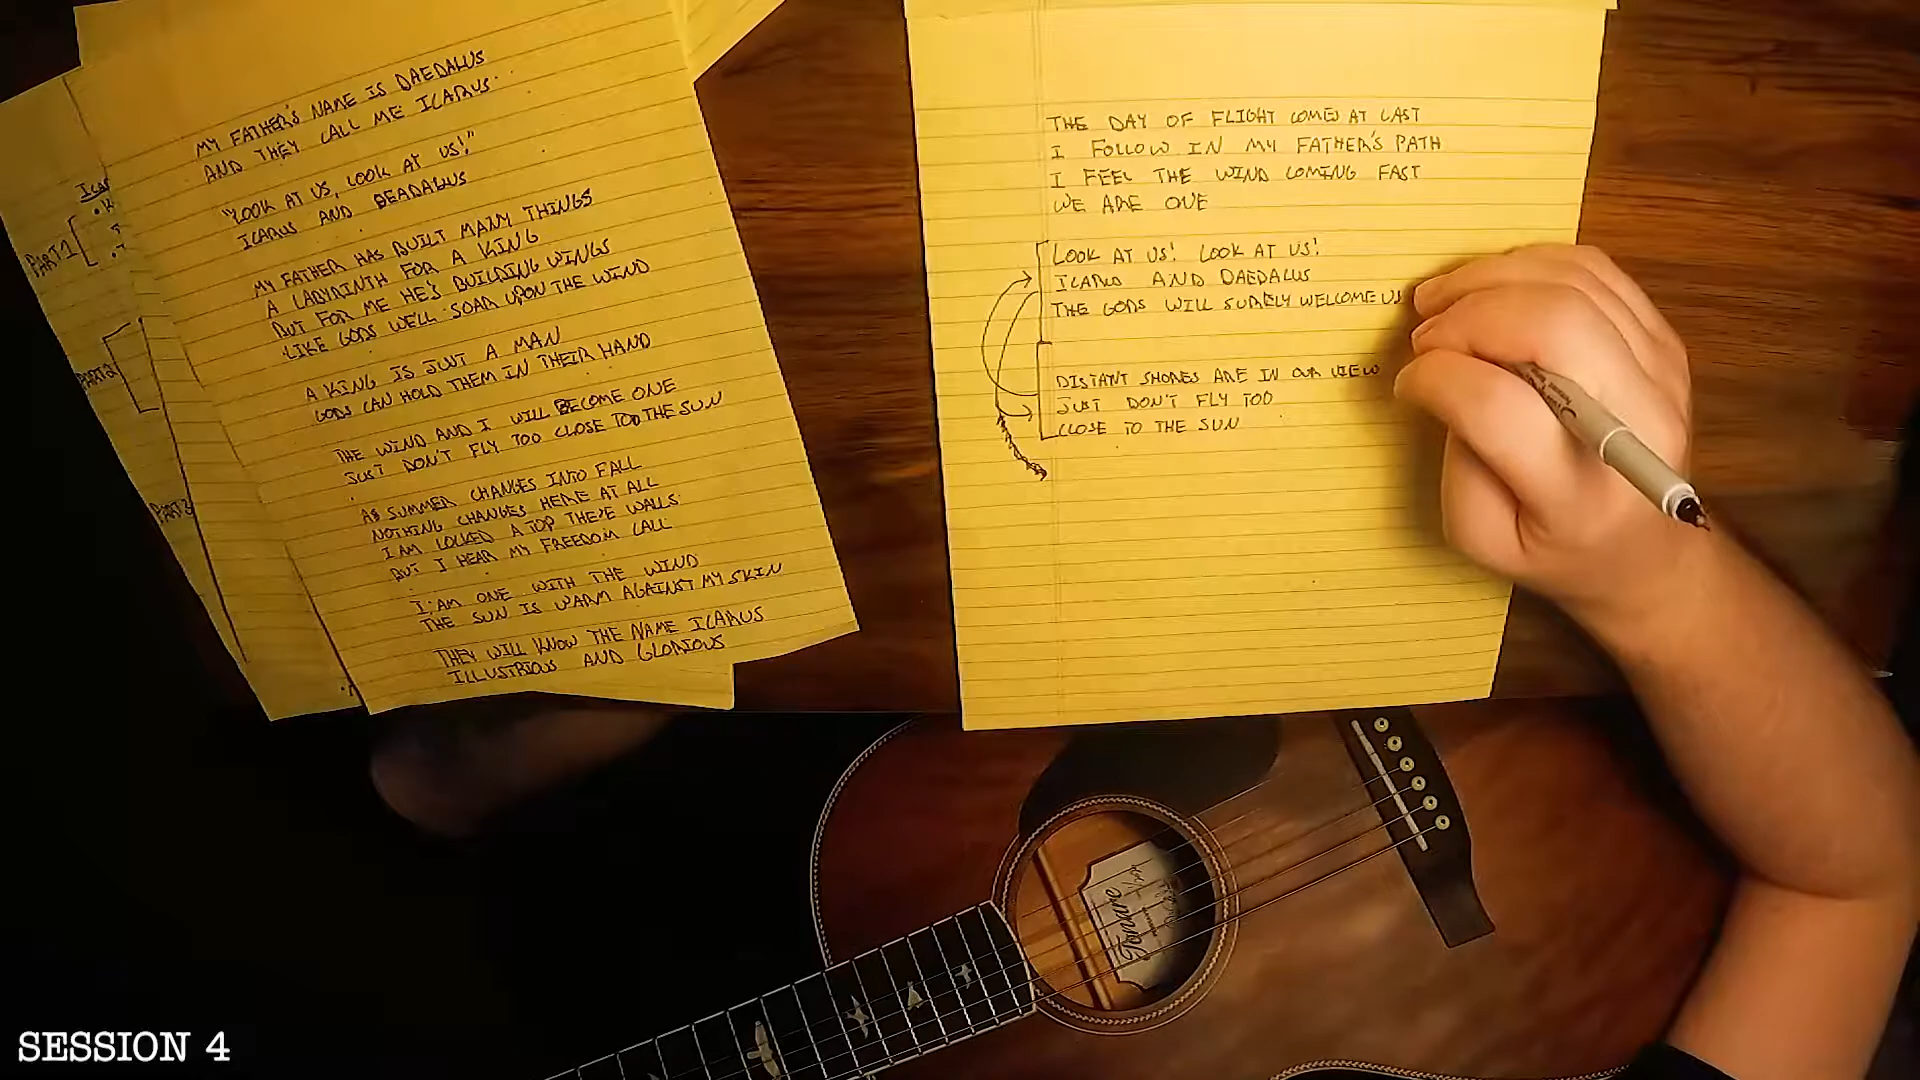 MY FATHER'S NAME IS DAEDALUS
AND THEY CALL ME ICARUS
"LOOK AT US, LOOK AT US!"
ICARUS AND DEADALUS
MY FATHER HAS BUILT MANY THINGS
A LABYRINTH FOR A KING
BUT FOR ME HE'S BUILDING WINGS
LIKE GODS WE'LL SOAR UPON THE WIND
A KING IS JUST A MAN
GODS CAN HOLD THEM IN THEIR HAND
THE WIND AND I WILL BECOME ONE
JUST DON'T FLY TOO CLOSE TO THE SUN
AS SUMMER CHANGES INTO FALL
NOTHING CHANGES HERE AT ALL
I AM LOCKED A TOP THESE WALLS
BUT I HEAR MY FREEDOM CALL
I AM ONE WITH THE WIND
THE SUN IS WARM AGAINST MY SKIN
THEY WILL KNOW THE NAME ICARUS
ILLUSTRIOUS AND GLORIOUS
PART 1
PART 2
PART 3
THE DAY OF FLIGHT COMES AT LAST
I FOLLOW IN MY FATHER'S PATH
I FEEL THE WIND COMING FAST
WE ARE ONE
LOOK AT US! LOOK AT US!
ICARUS AND DAEDALUS
THE GODS WILL SURELY WELCOME US
DISTANT SHORES ARE IN OUR VIEW
JUST DON'T FLY TOO
CLOSE TO THE SUN
SESSION 4